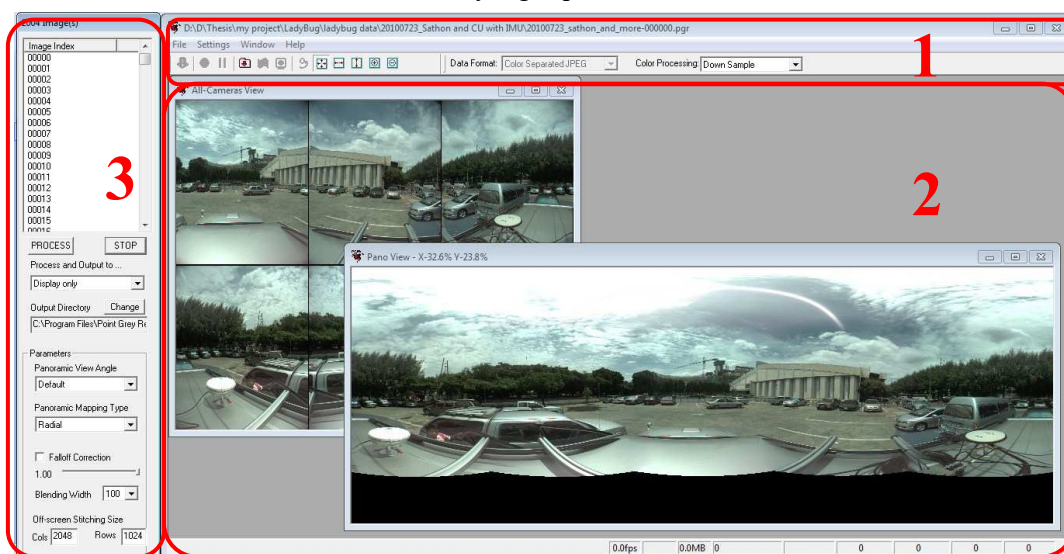 2004 Image(s)
Image Index
00000
00001
00002
00003
00004
00005
00006
00007
00008
00009
00010
00011
00012
00013
00014
00015
00016
3
PROCESS STOP
Process and Output to ...
Display only
Output Directory Change
C:\Program Files\Point Grey Re
Parameters
Panoramic View Angle
Default
Panoramic Mapping Type
Radial
Falloff Correction
1.00
Blending Width 100
Off-screen Stitching Size
Cols 2048 Rows 1024
D:\D\Thesis\my project\LadyBug\ladybug data\20100723_Sathon and CU with IMU\20100723_sathon_and_more-000000.pgr
File Settings Window Help
Data Format: Color Separated JPEG Color Processing: Down Sample
1
All-Cameras View
2
Pano View - X-32.6% Y-23.8%
0.0fps 0.0MB 0 0 0 0 0